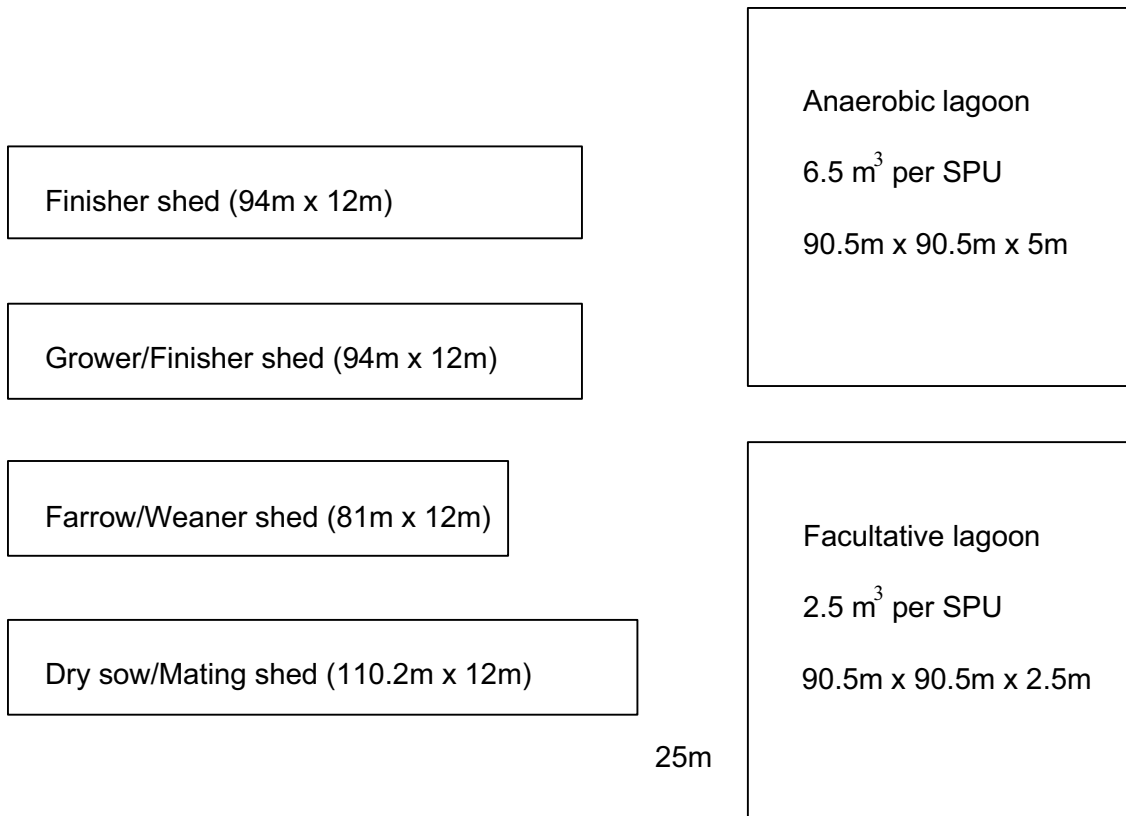 Finisher shed (94m x 12m)
Grower/Finisher shed (94m x 12m)
Farrow/Weaner shed (81m x 12m)
Dry sow/Mating shed (110.2m x 12m)
25m
Anaerobic lagoon
6.5 m³ per SPU
90.5m x 90.5m x 5m
Facultative lagoon
2.5 m³ per SPU
90.5m x 90.5m x 2.5m